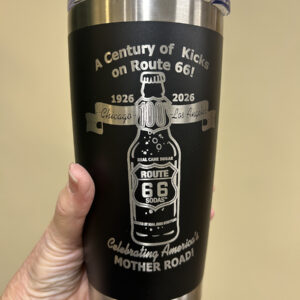 A Century of Kicks
on Route 66!
1926 2026
Chicago 100 Los Angeles
REAL CANE SUGAR
ROUTE
66
SODAS
Celebrating America's
MOTHER ROAD!